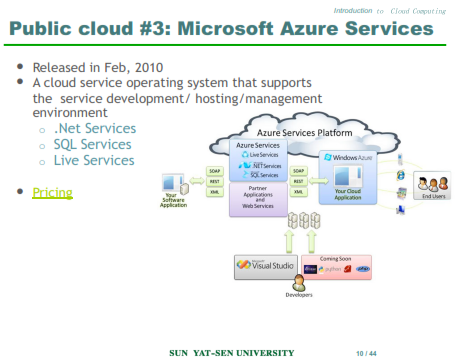 Introduction to Cloud Computing
Public cloud #3: Microsoft Azure Services
Released in Feb, 2010
A cloud service operating system that supports
the service development/ hosting/management
environment
.Net Services
SQL Services
Live Services
Pricing
Azure Services Platform
Azure Services
Live Services
.NET Services
SQL Services
Partner
Applications
and
Web Services
SOAP
REST
XML
SOAP
REST
XML
Your
Software
Application
Windows Azure
Your Cloud
Application
End Users
Microsoft
Visual Studio
Coming Soon
python
php
Developers
SUN YAT-SEN UNIVERSITY
10 / 44